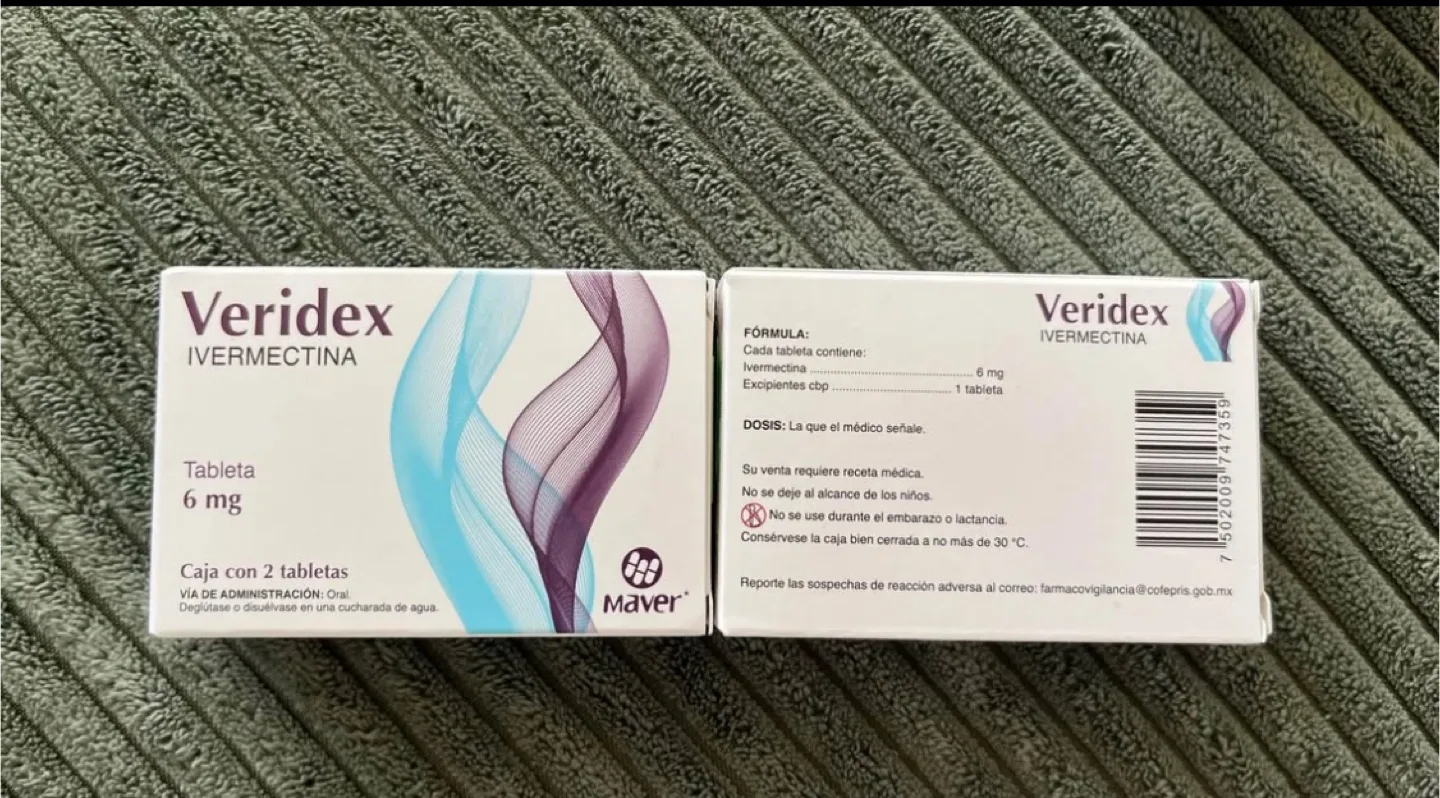 Veridex
IVERMECTINA
Tableta
6 mg
Caja con 2 tabletas
VÍA DE ADMINISTRACIÓN: Oral.
Deglútase o disuélvase en una cucharada de agua.
Maver
Veridex
IVERMECTINA
FÓRMULA:
Cada tableta contiene:
Ivermectina ........................................ 6 mg
Excipientes cbp ............................. 1 tableta
DOSIS: La que el médico señale.
Su venta requiere receta médica.
No se deje al alcance de los niños.
No se use durante el embarazo o lactancia.
Consérvese la caja bien cerrada a no más de 30 °C.
Reporte las sospechas de reacción adversa al correo: farmacovigilancia@cofepris.gob.mx
7 502009 747359